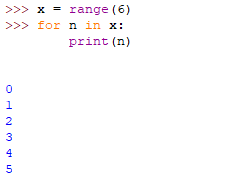 >>> x = range(6)
>>> for n in x:
        print(n)
0
1
2
3
4
5